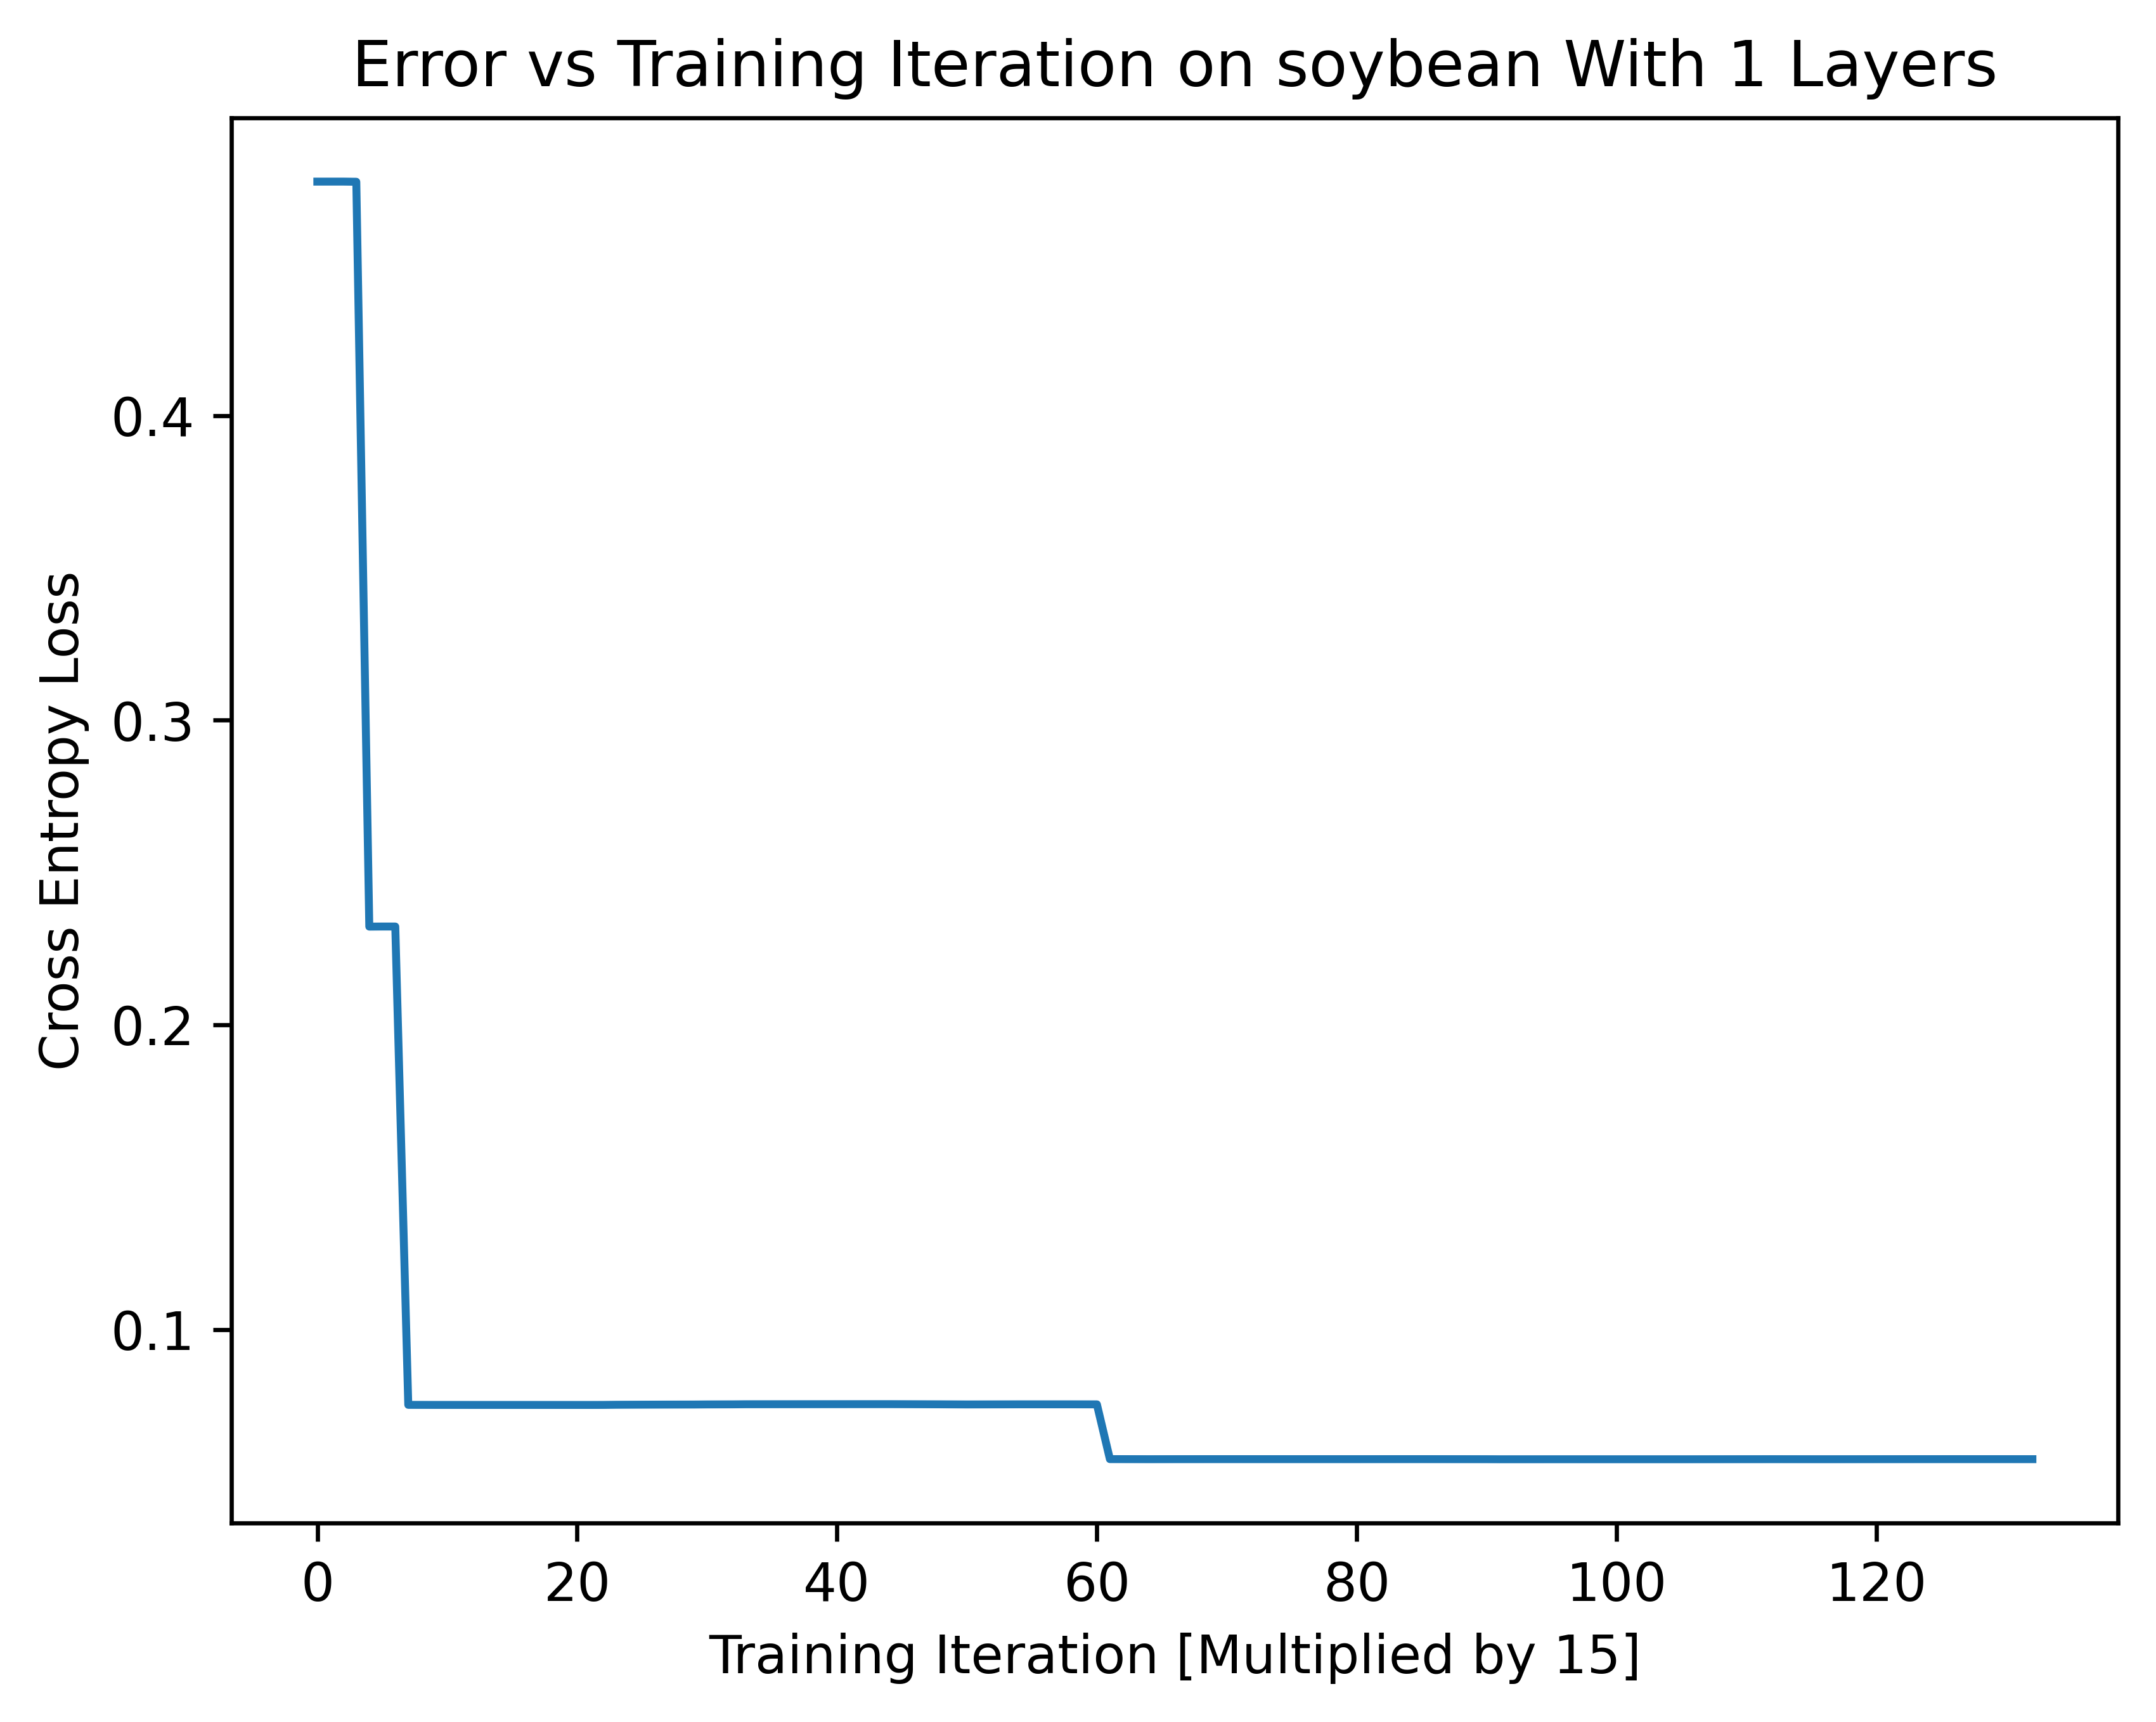 Error vs Training Iteration on soybean With 1 Layers
Cross Entropy Loss
0.4
0.3
0.2
0.1
0 20 40 60 80 100 120
Training Iteration [Multiplied by 15]